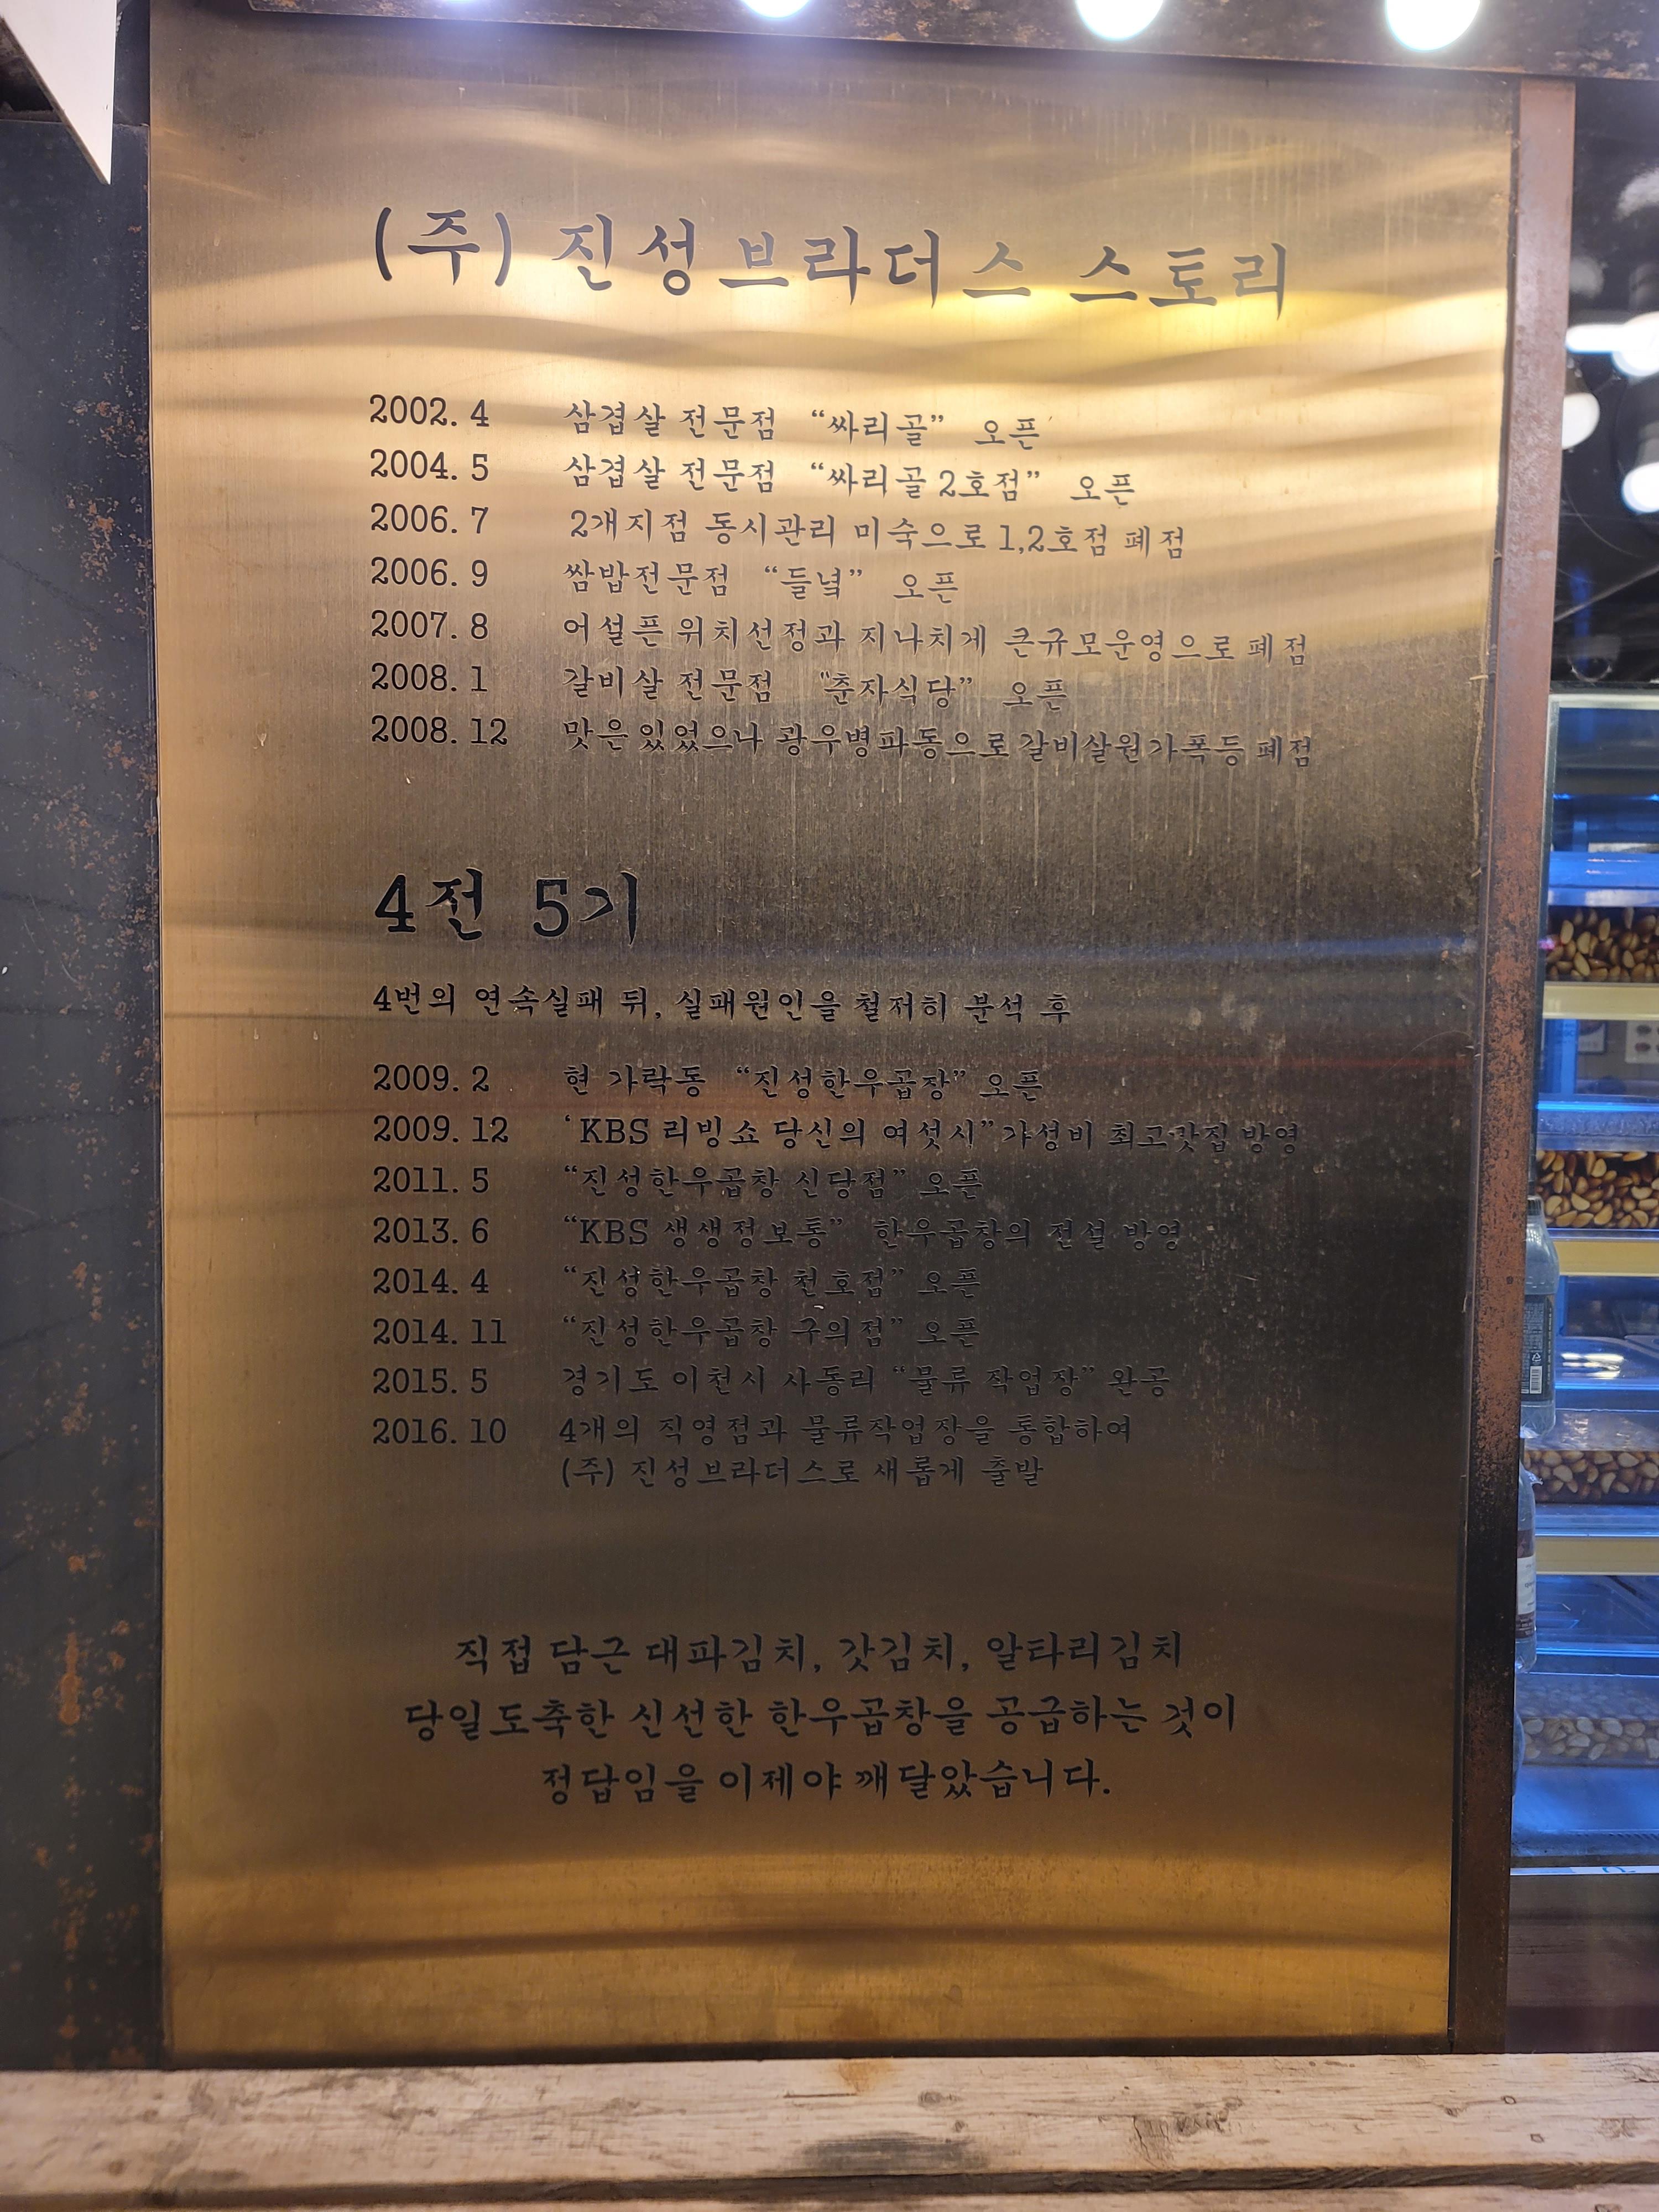 (주) 진성브라더스 스토리
2002. 4 삼겹살 전문점 “싸리골” 오픈
2004. 5 삼겹살 전문점 “싸리골 2호점” 오픈
2006. 7 2개지점 동시관리 미숙으로 1,2호점 폐점
2006. 9 쌈밥전문점 “들녘” 오픈
2007. 8 어설픈 위치선정과 지나치게 큰규모운영으로 폐점
2008. 1 갈비살 전문점 “춘자식당” 오픈
2008. 12 맛은 있었으나 광우병파동으로 갈비살원가폭등 폐점
4전 5기
4번의 연속실패 뒤, 실패원인을 철저히 분석 후
2009. 2 현 가락동 “진성한우곱창” 오픈
2009. 12 ‘KBS 리빙쇼 당신의 여섯시” 가성비 최고맛집 방영
2011. 5 “진성한우곱창 신당점” 오픈
2013. 6 “KBS 생생정보통” 한우곱창의 전설 방영
2014. 4 “진성한우곱창 천호점” 오픈
2014. 11 “진성한우곱창 구의점” 오픈
2015. 5 경기도 이천시 사동리 “물류 작업장” 완공
2016. 10 4개의 직영점과 물류작업장을 통합하여
(주) 진성브라더스로 새롭게 출발
직접 담근 대파김치, 갓김치, 알타리김치
당일도축한 신선한 한우곱창을 공급하는 것이
정답임을 이제야 깨달았습니다.